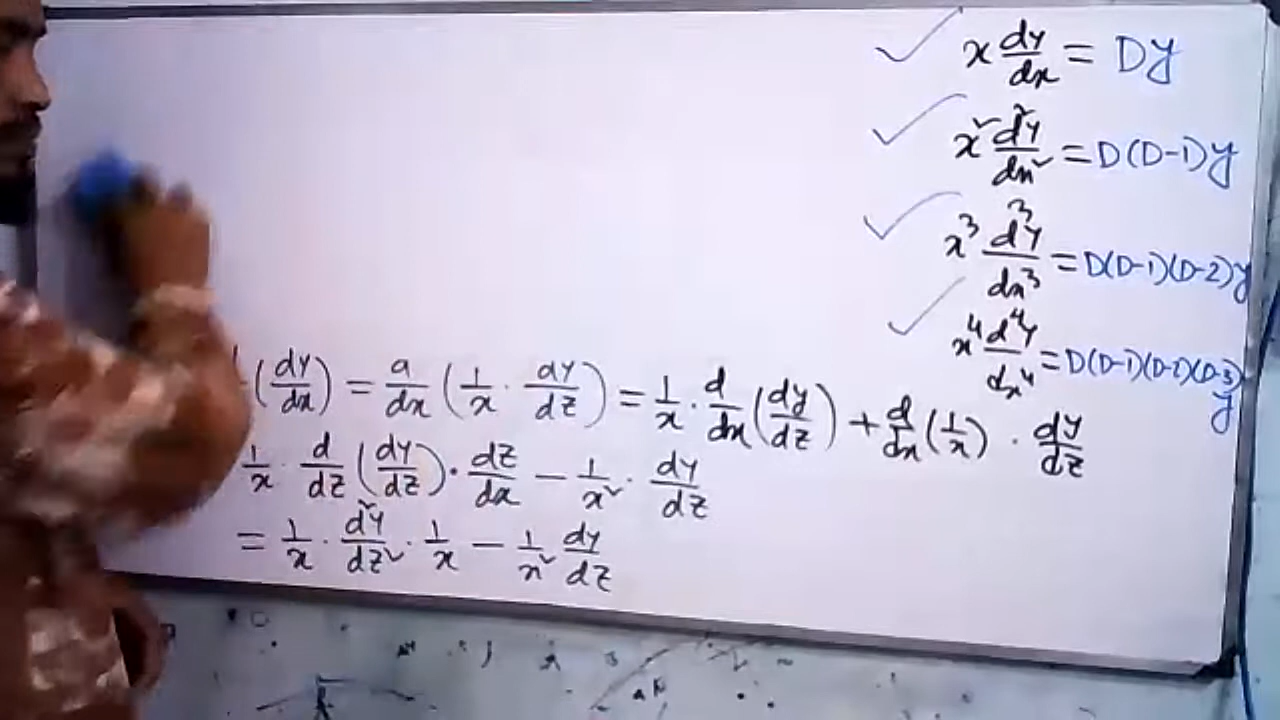 x dy/dx = Dy
x² d²y/dx² = D(D-1)y
x³ d³y/dx³ = D(D-1)(D-2)y
x⁴ d⁴y/dx⁴ = D(D-1)(D-2)(D-3)y
(dy/dx) = d/dx (1/x · dy/dz) = 1/x · d/dx (dy/dz) + d/dx (1/x) · dy/dz
1/x · d/dz (dy/dz) · dz/dx − 1/x² · dy/dz
= 1/x · d²y/dz² · 1/x − 1/x² dy/dz